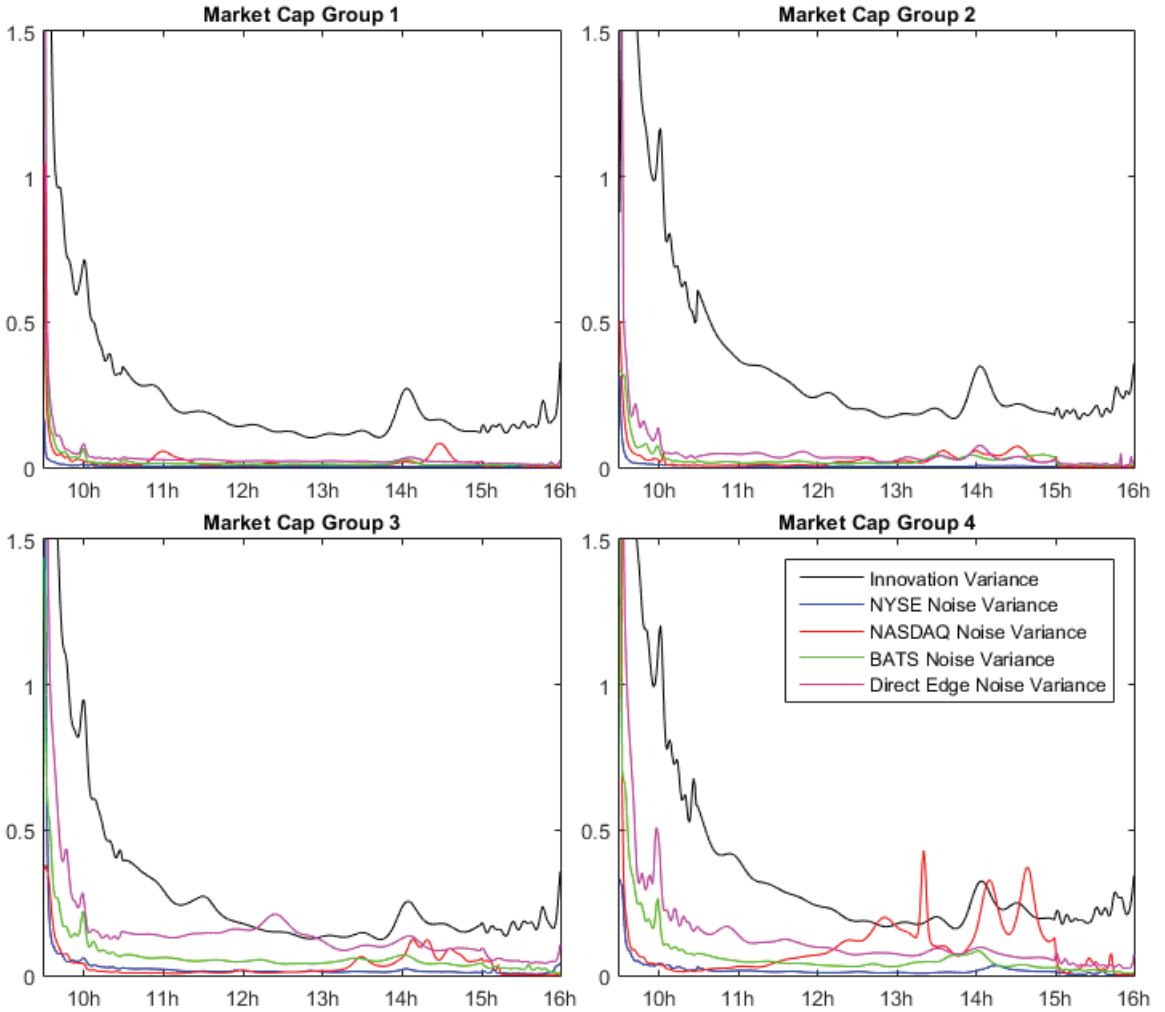 Market Cap Group 1
1.5
1
0.5
0
10h 11h 12h 13h 14h 15h 16h
Market Cap Group 2
1.5
1
0.5
0
10h 11h 12h 13h 14h 15h 16h
Market Cap Group 3
1.5
1
0.5
0
10h 11h 12h 13h 14h 15h 16h
Market Cap Group 4
1.5
1
0.5
0
10h 11h 12h 13h 14h 15h 16h
Innovation Variance
NYSE Noise Variance
NASDAQ Noise Variance
BATS Noise Variance
Direct Edge Noise Variance